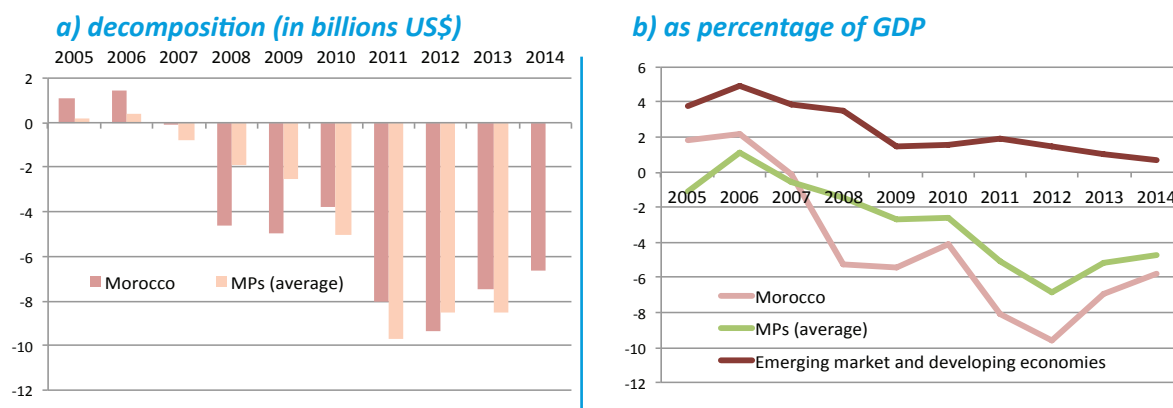 a) decomposition (in billions US$)
2005 2006 2007 2008 2009 2010 2011 2012 2013 2014
2
0
-2
-4
-6
-8
-10
-12
Morocco MPs (average)
b) as percentage of GDP
6
4
2
0
-2
-4
-6
-8
-10
-12
2005 2006 2007 2008 2009 2010 2011 2012 2013 2014
Morocco
MPs (average)
Emerging market and developing economies